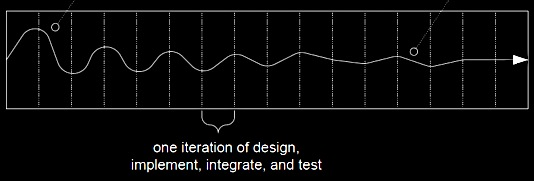 one iteration of design,
implement, integrate, and test